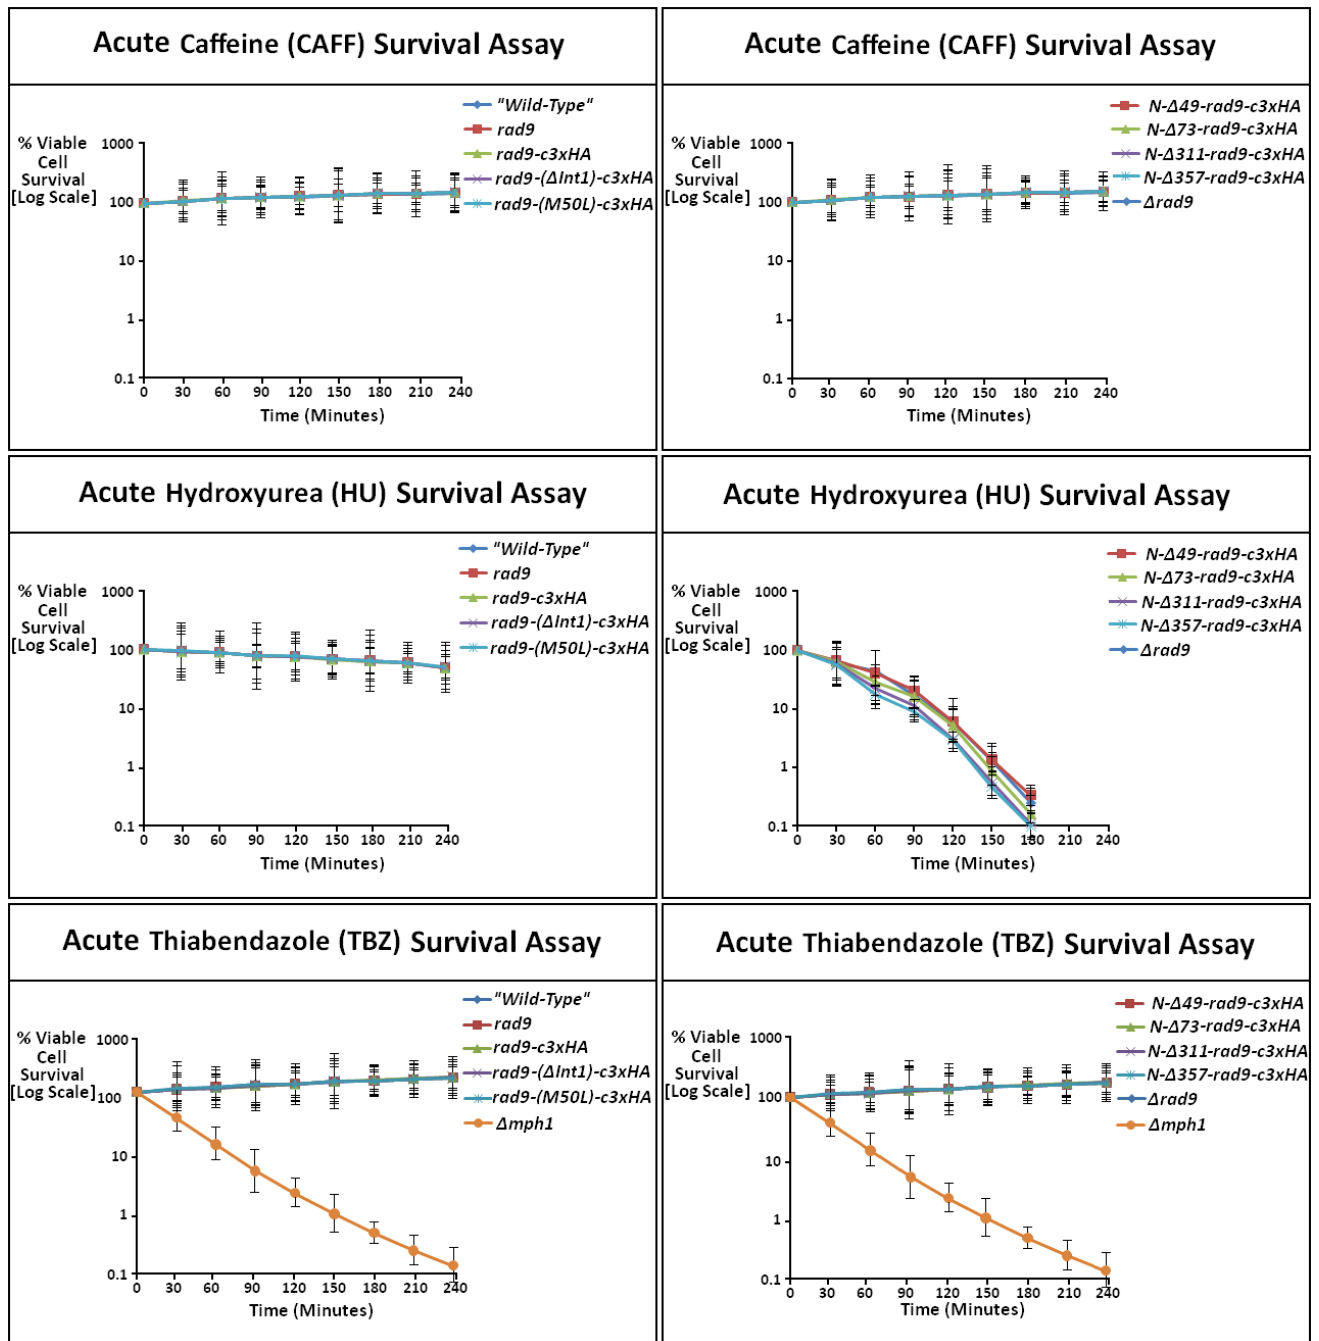 Acute Caffeine (CAFF) Survival Assay
% Viable
Cell
Survival
[Log Scale]
1000
100
10
1
0.1
0 30 60 90 120 150 180 210 240
Time (Minutes)
"Wild-Type"
rad9
rad9-c3xHA
rad9-(ΔInt1)-c3xHA
rad9-(M50L)-c3xHA
Acute Caffeine (CAFF) Survival Assay
% Viable
Cell
Survival
[Log Scale]
1000
100
10
1
0.1
0 30 60 90 120 150 180 210 240
Time (Minutes)
N-Δ49-rad9-c3xHA
N-Δ73-rad9-c3xHA
N-Δ311-rad9-c3xHA
N-Δ357-rad9-c3xHA
Δrad9
Acute Hydroxyurea (HU) Survival Assay
% Viable
Cell
Survival
[Log Scale]
1000
100
10
1
0.1
0 30 60 90 120 150 180 210 240
Time (Minutes)
"Wild-Type"
rad9
rad9-c3xHA
rad9-(ΔInt1)-c3xHA
rad9-(M50L)-c3xHA
Acute Hydroxyurea (HU) Survival Assay
% Viable
Cell
Survival
[Log Scale]
1000
100
10
1
0.1
0 30 60 90 120 150 180 210 240
Time (Minutes)
N-Δ49-rad9-c3xHA
N-Δ73-rad9-c3xHA
N-Δ311-rad9-c3xHA
N-Δ357-rad9-c3xHA
Δrad9
Acute Thiabendazole (TBZ) Survival Assay
% Viable
Cell
Survival
[Log Scale]
1000
100
10
1
0.1
0 30 60 90 120 150 180 210 240
Time (Minutes)
"Wild-Type"
rad9
rad9-c3xHA
rad9-(ΔInt1)-c3xHA
rad9-(M50L)-c3xHA
Δmph1
Acute Thiabendazole (TBZ) Survival Assay
% Viable
Cell
Survival
[Log Scale]
1000
100
10
1
0.1
0 30 60 90 120 150 180 210 240
Time (Minutes)
N-Δ49-rad9-c3xHA
N-Δ73-rad9-c3xHA
N-Δ311-rad9-c3xHA
N-Δ357-rad9-c3xHA
Δrad9
Δmph1